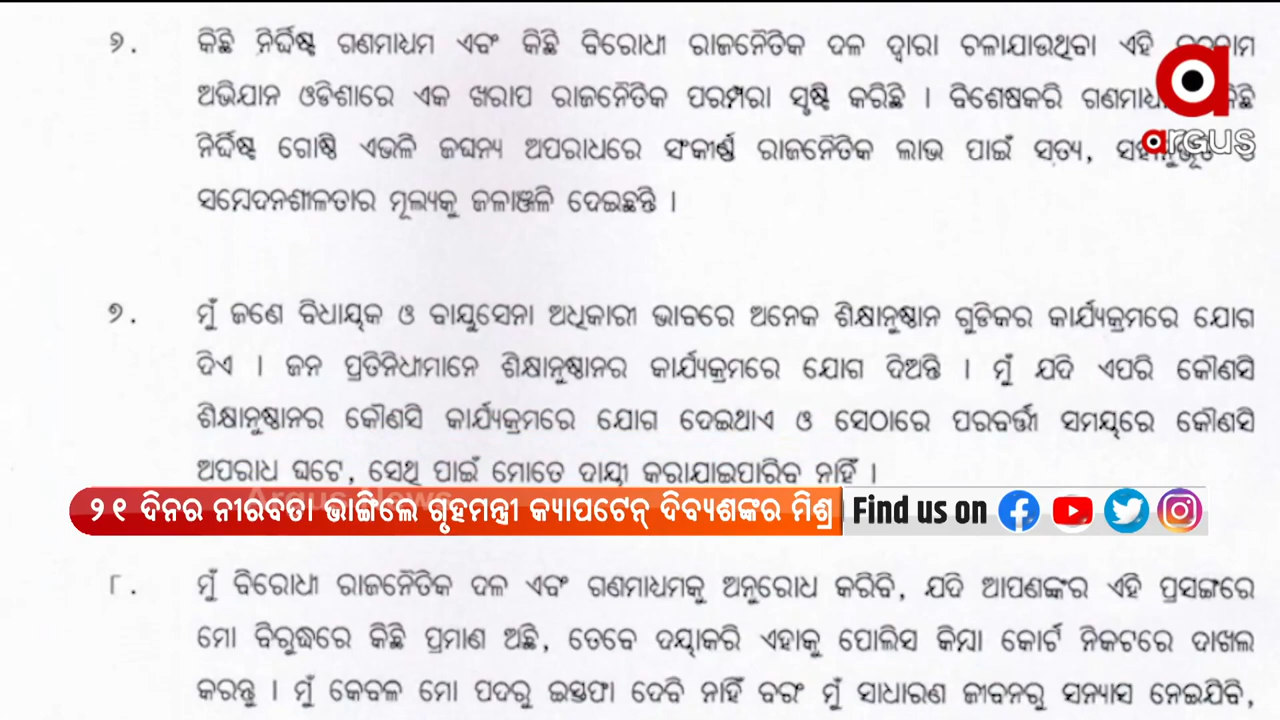 ୬. କିଛି ନିର୍ଦ୍ଦିଷ୍ଟ ଗଣମାଧ୍ୟମ ଏବଂ କିଛି ବିରୋଧୀ ରାଜନୈତିକ ଦଳ ଦ୍ୱାରା ଚଳାଯାଉଥିବା ଏହି
ଅଭିଯାନ ଓଡିଶାରେ ଏକ ଖରାପ ରାଜନୈତିକ ପରମ୍ପରା ସୃଷ୍ଟି କରିଛି । ବିଶେଷକରି
argus
ନିର୍ଦ୍ଦିଷ୍ଟ ଗୋଷ୍ଠି ଏଭଳି ଜଘନ୍ୟ ଅପରାଧରେ ସଂକୀର୍ଣ୍ଣ ରାଜନୈତିକ ଲାଭ ପାଇଁ ସତ୍ୟ,
ସମ୍ବେଦନଶୀଳତାର ମୂଲ୍ୟକୁ ଜଳାଞ୍ଜଳି ଦେଇଛନ୍ତି ।
୭. ମୁଁ ଜଣେ ବିଧାୟକ ଓ ବାୟୁସେନା ଅଧିକାରୀ ଭାବରେ ଅନେକ ଶିକ୍ଷାନୁଷ୍ଠାନ ଗୁଡିକର କାର୍ଯ୍ୟକ୍ରମରେ ଯୋଗ
ଦିଏ । ଜନ ପ୍ରତିନିଧୀମାନେ ଶିକ୍ଷାନୁଷ୍ଠାନର କାର୍ଯ୍ୟକ୍ରମରେ ଯୋଗ ଦିଅନ୍ତି । ମୁଁ ଯଦି ଏପରି କୌଣସି
ଶିକ୍ଷାନୁଷ୍ଠାନର କୌଣସି କାର୍ଯ୍ୟକ୍ରମରେ ଯୋଗ ଦେଇଥାଏ ଓ ସେଠାରେ ପରବର୍ତ୍ତୀ ସମୟରେ କୌଣସି
ଅପରାଧ ଘଟେ, ସେଥି ପାଇଁ ମୋତେ ଦାୟୀ କରାଯାଇପାରିବ ନାହିଁ ।
Argus News
୨୧ ଦିନର ନୀରବତା ଭାଙ୍ଗିଲେ ଗୃହମନ୍ତ୍ରୀ କ୍ୟାପଟେନ୍ ଦିବ୍ୟଶଙ୍କର ମିଶ୍ର Find us on
୮. ମୁଁ ବିରୋଧୀ ରାଜନୈତିକ ଦଳ ଏବଂ ଗଣମାଧ୍ୟମକୁ ଅନୁରୋଧ କରିବି, ଯଦି ଆପଣଙ୍କର ଏହି ପ୍ରସଙ୍ଗରେ
ମୋ ବିରୁଦ୍ଧରେ କିଛି ପ୍ରମାଣ ଅଛି, ତେବେ ଦୟାକରି ଏହାକୁ ପୋଲିସ କିମ୍ବା କୋର୍ଟ ନିକଟରେ ଦାଖଲ
କରନ୍ତୁ । ମୁଁ କେବଳ ମୋ ପଦରୁ ଇସ୍ତଫା ଦେବି ନାହିଁ ବରଂ ମୁଁ ସାଧାରଣ ଜୀବନରୁ ସନ୍ୟାସ ନେଇଯିବି,